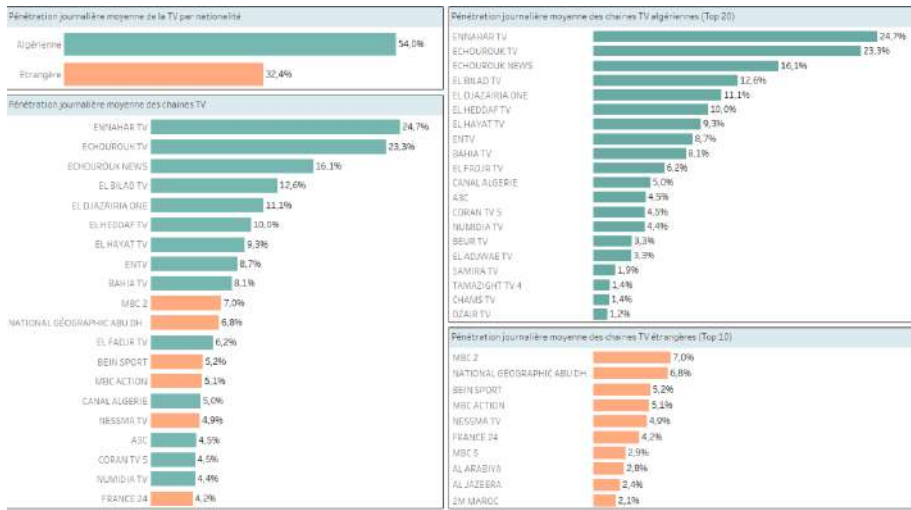 Pénétration journalière moyenne de la TV par nationalité
Algérienne 54,0%
Etrangère 32,4%
Pénétration journalière moyenne des chaines TV
ENNAHAR TV 24,7%
ECHOUROUK TV 23,3%
ECHOUROUK NEWS 16,1%
EL BILAD TV 12,6%
EL DJAZAIRIA ONE 11,1%
EL HEDDAF TV 10,0%
EL HAYAT TV 9,3%
ENTV 8,7%
BAHIA TV 8,1%
MBC 2 7,0%
NATIONAL GÉOGRAPHIC ABU DH.. 6,8%
EL FADJR TV 6,2%
BEIN SPORT 5,2%
MBC ACTION 5,1%
CANAL ALGERIE 5,0%
NESSMA TV 4,9%
A3C 4,5%
CORAN TV 5 4,5%
NUMIDIA TV 4,4%
FRANCE 24 4,2%
Pénétration journalière moyenne des chaines TV algériennes (Top 20)
ENNAHAR TV 24,7%
ECHOUROUK TV 23,3%
ECHOUROUK NEWS 16,1%
EL BILAD TV 12,6%
EL DJAZAIRIA ONE 11,1%
EL HEDDAF TV 10,0%
EL HAYAT TV 9,3%
ENTV 8,7%
BAHIA TV 8,1%
EL FADJR TV 6,2%
CANAL ALGERIE 5,0%
A3C 4,5%
CORAN TV 5 4,5%
NUMIDIA TV 4,4%
BEUR TV 3,3%
EL ADJWAE TV 3,3%
SAMIRA TV 1,9%
TAMAZIGHT TV 4 1,4%
CHAMS TV 1,4%
DZAIR TV 1,2%
Pénétration journalière moyenne des chaines TV étrangères (Top 10)
MBC 2 7,0%
NATIONAL GÉOGRAPHIC ABU DH.. 6,8%
BEIN SPORT 5,2%
MBC ACTION 5,1%
NESSMA TV 4,9%
FRANCE 24 4,2%
MBC 2,9%
AL ARABIYA 2,8%
AL JAZEERA 2,4%
2M MAROC 2,1%